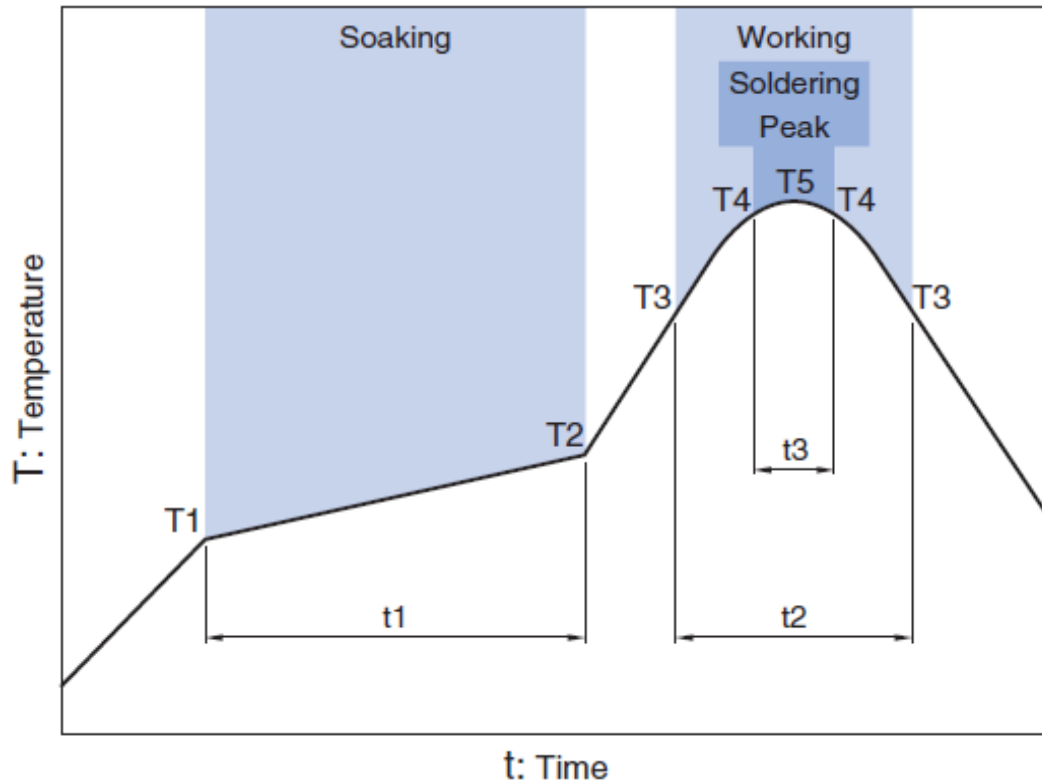 Soaking
Working
Soldering
Peak
T4
T5
T4
T3
T3
T2
t3
T1
t1
t2
T: Temperature
t: Time